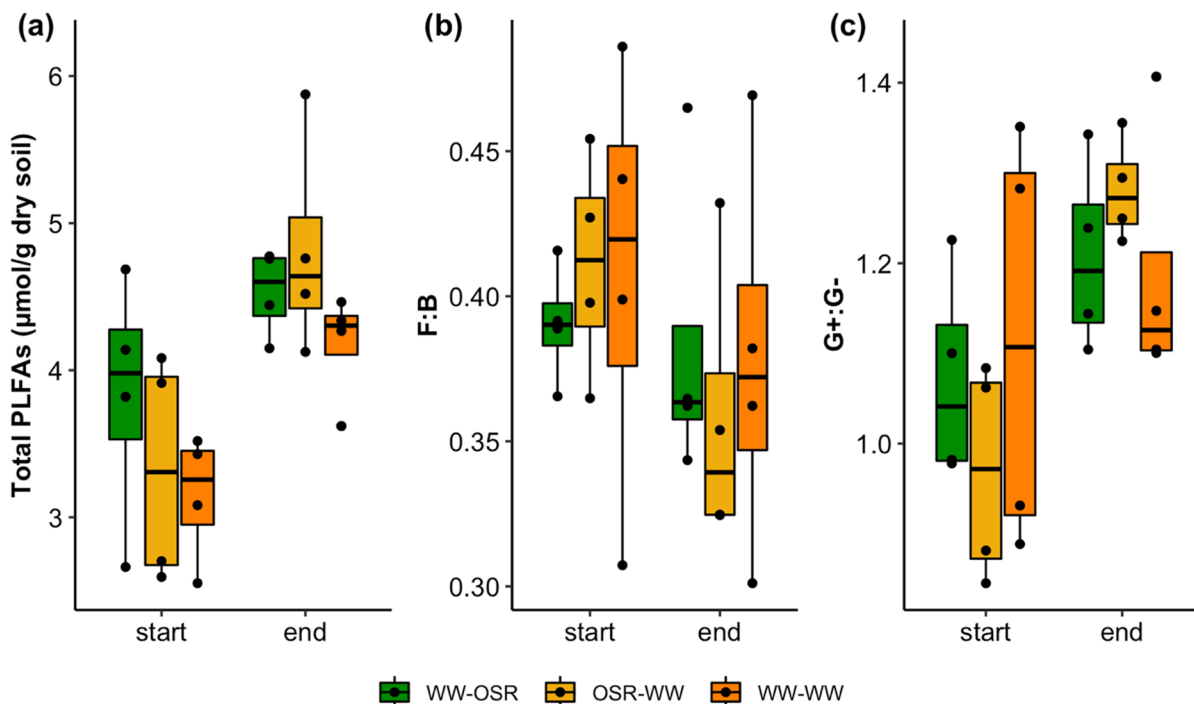 (a)
Total PLFAs (µmol/g dry soil)
6
5
4
3
start end
(b)
F:B
0.45
0.40
0.35
0.30
start end
(c)
G+:G-
1.4
1.2
1.0
start end
WW-OSR OSR-WW WW-WW